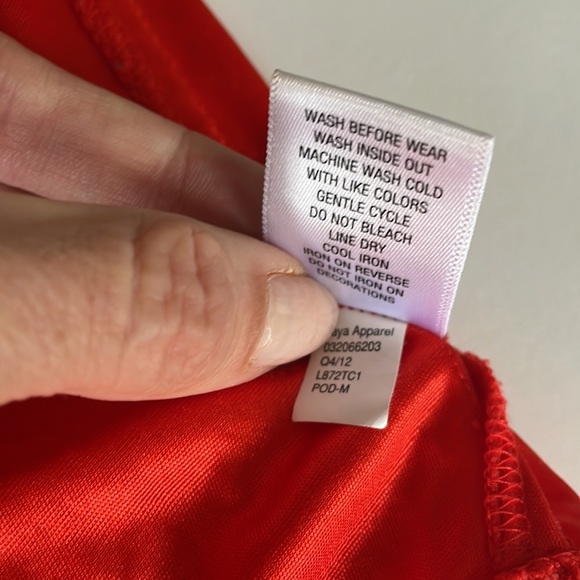 WASH BEFORE WEAR
WASH INSIDE OUT
MACHINE WASH COLD
WITH LIKE COLORS
GENTLE CYCLE
DO NOT BLEACH
LINE DRY
COOL IRON
IRON ON REVERSE
DO NOT IRON ON
DECORATIONS
Apparel
032066203
Q4/12
L872TC1
POD-M